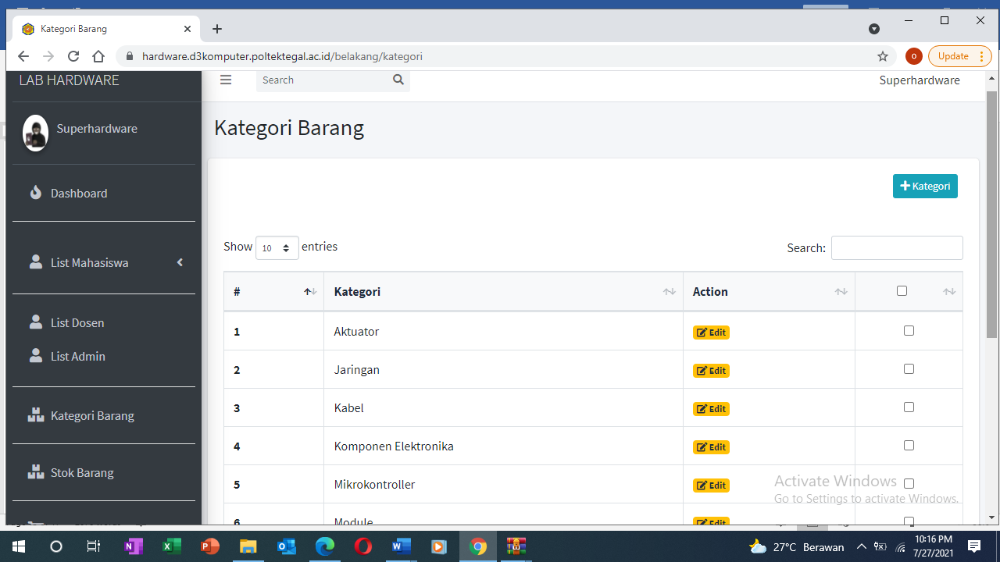 Kategori Barang
hardware.d3komputer.poltektegal.ac.id/belakang/kategori
O
Update
LAB HARDWARE
Search
Superhardware
Superhardware
Kategori Barang
Dashboard
List Mahasiswa
List Dosen
List Admin
Kategori Barang
Stok Barang
Kategori
Show 10 entries
Search:
# Kategori Action
1 Aktuator Edit
2 Jaringan Edit
3 Kabel Edit
4 Komponen Elektronika Edit
5 Mikrokontroller Edit
6 Module Edit
Activate Windows
Go to Settings to activate Windows.
27°C Berawan
10:16 PM
7/27/2021